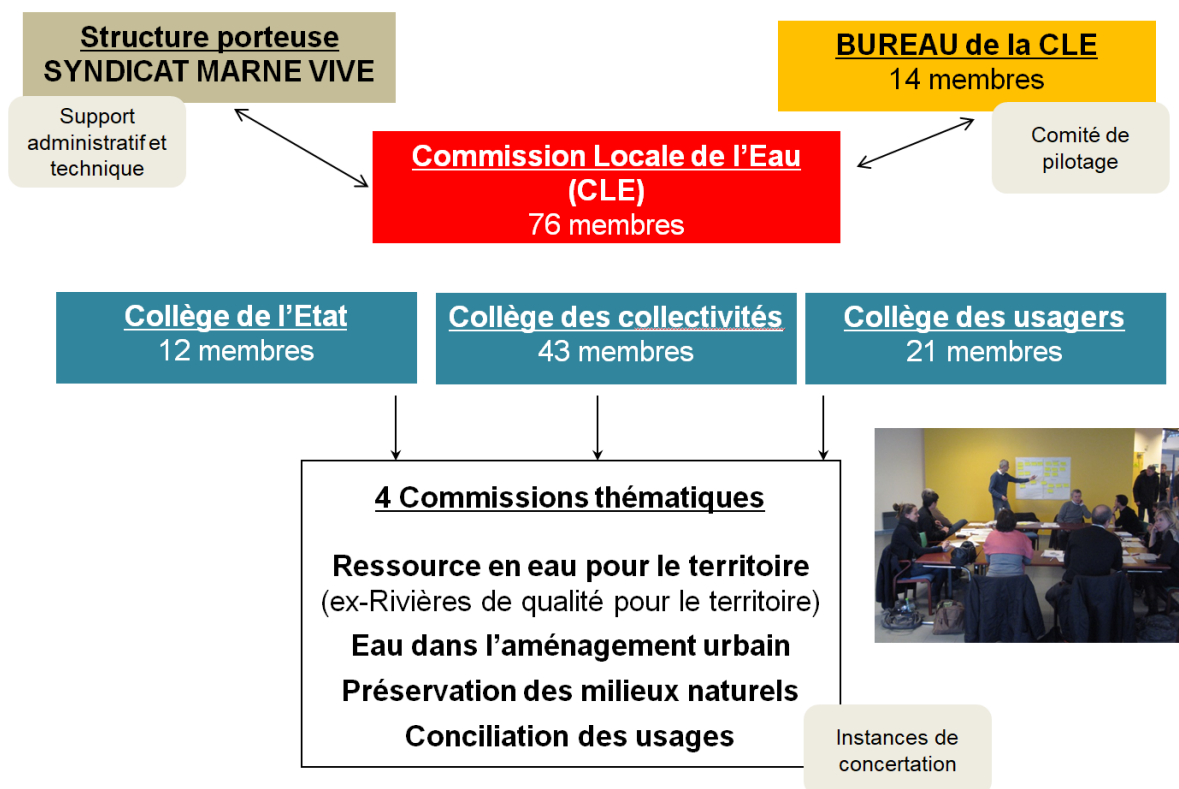 Structure porteuse
SYNDICAT MARNE VIVE
Support
administratif et
technique
BUREAU de la CLE
14 membres
Comité de
pilotage
Commission Locale de l’Eau
(CLE)
76 membres
Collège de l’Etat
12 membres
Collège des collectivités
43 membres
Collège des usagers
21 membres
4 Commissions thématiques
Ressource en eau pour le territoire
(ex-Rivières de qualité pour le territoire)
Eau dans l’aménagement urbain
Préservation des milieux naturels
Conciliation des usages
Instances de
concertation